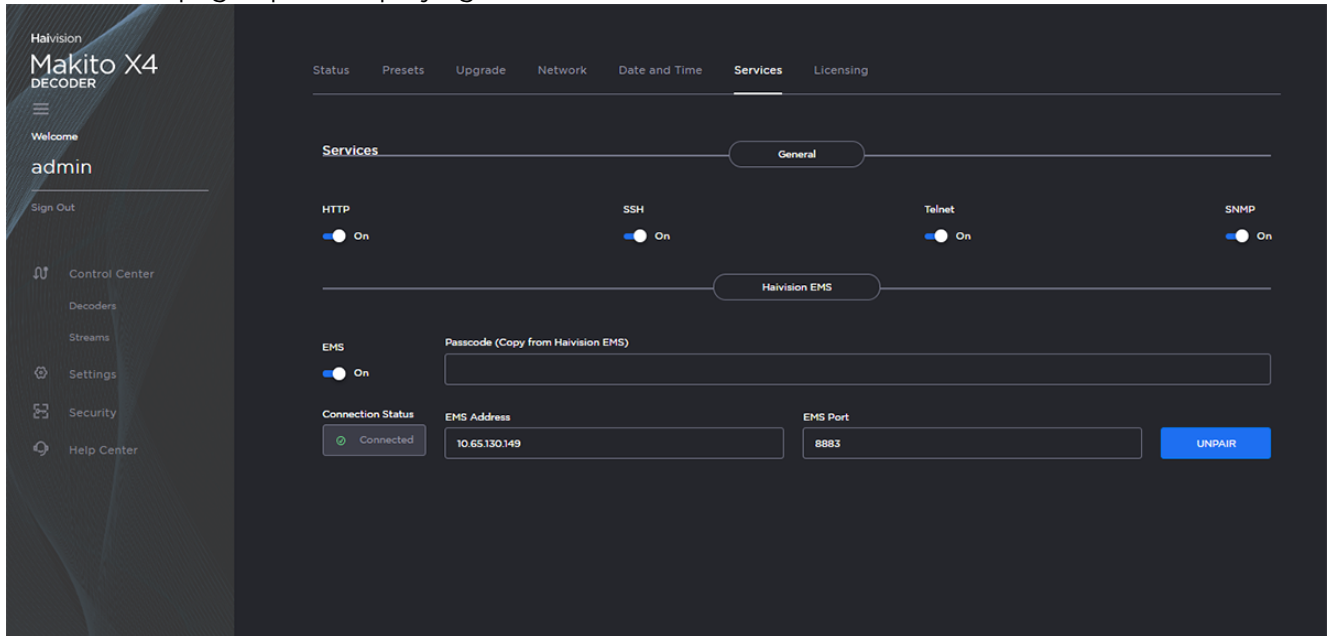 Haivision
Makito X4
DECODER
Welcome
admin
Sign Out
Control Center
Decoders
Streams
Settings
Security
Help Center
Status Presets Upgrade Network Date and Time Services Licensing
Services
General
HTTP SSH Telnet SNMP
On On On On
Haivision EMS
EMS Passcode (Copy from Haivision EMS)
On
Connection Status EMS Address EMS Port
Connected 10.65.130.149 8883 UNPAIR